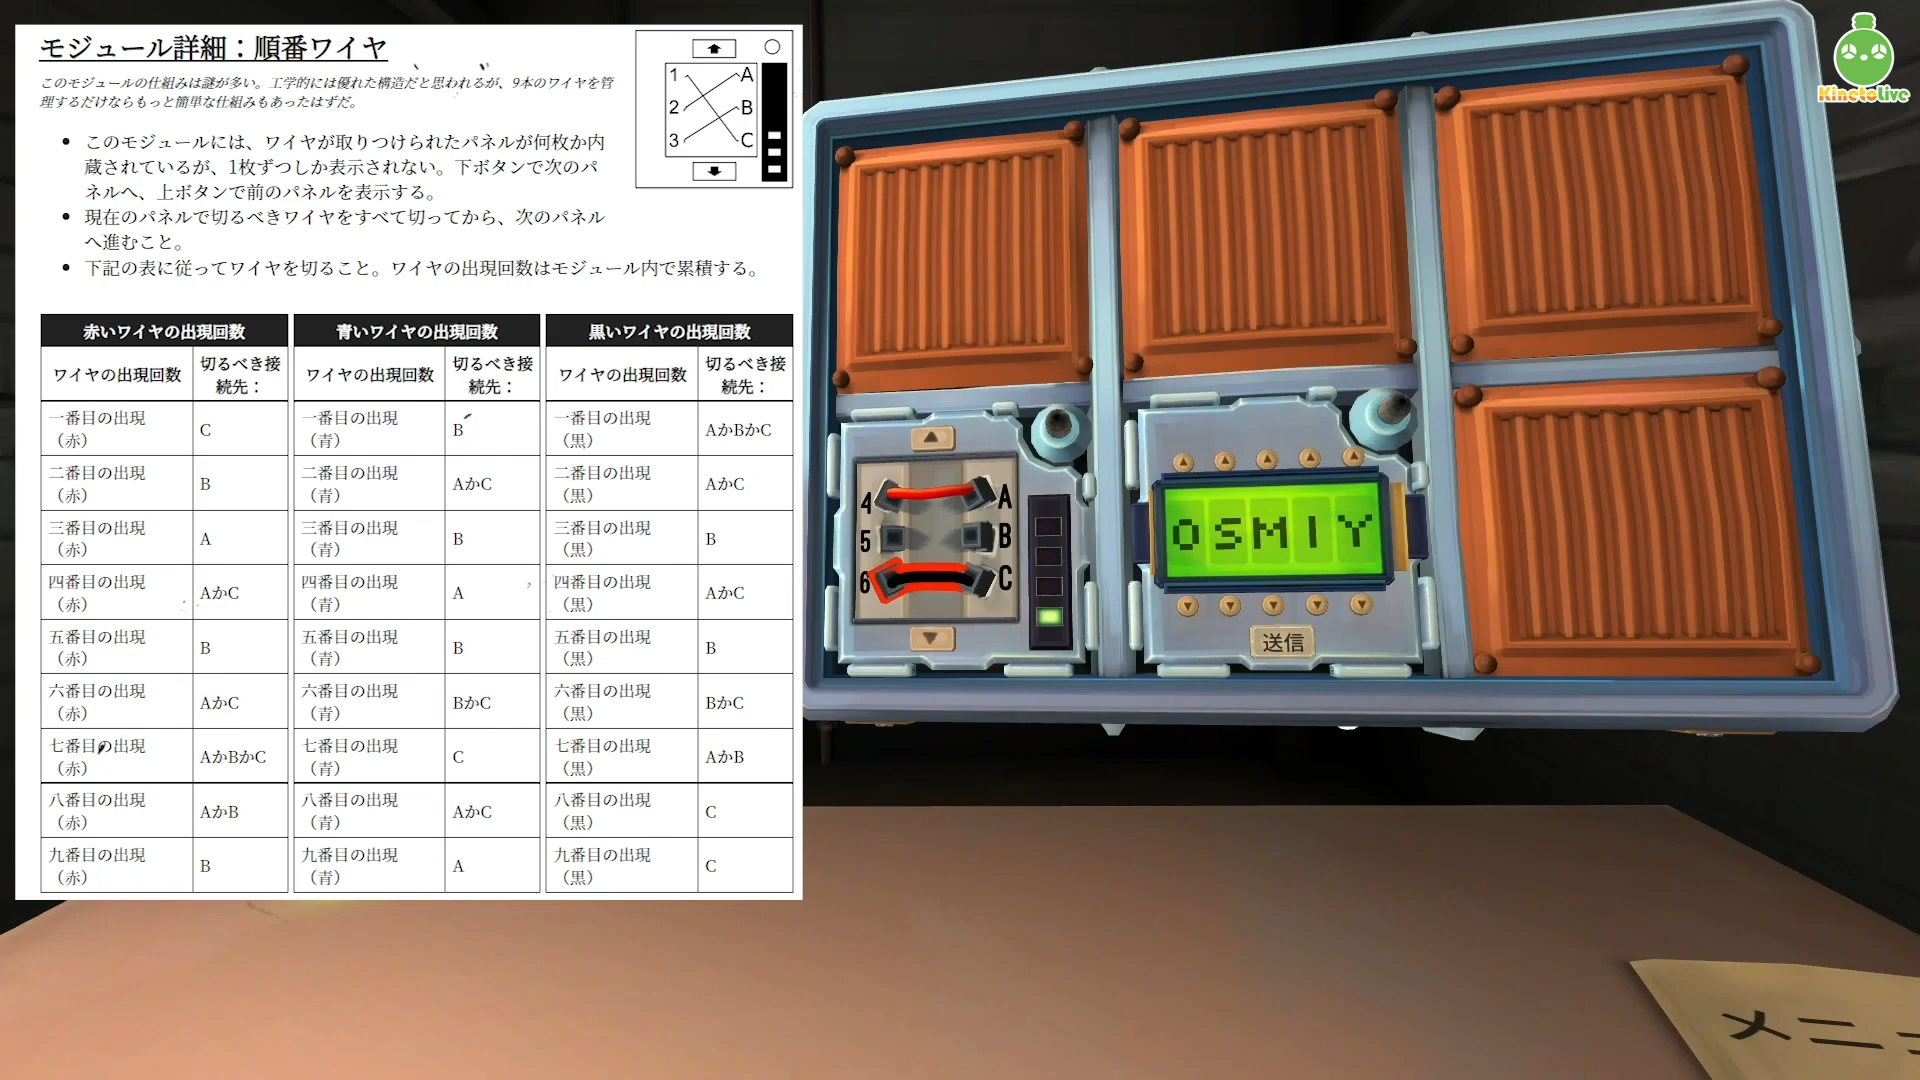 モジュール詳細：順番ワイヤ
このモジュールの仕組みは謎が多い。工学的には優れた構造だと思われるが、9本のワイヤを管
理するだけならもっと簡単な仕組みもあったはずだ。
このモジュールには、ワイヤが取りつけられたパネルが何枚か内
蔵されているが、1枚ずつしか表示されない。下ボタンで次のパ
ネルへ、上ボタンで前のパネルを表示する。
現在のパネルで切るべきワイヤをすべて切ってから、次のパネル
へ進むこと。
下記の表に従ってワイヤを切ること。ワイヤの出現回数はモジュール内で累積する。
1 A
2 B
3 C
赤いワイヤの出現回数
ワイヤの出現回数 切るべき接
続先：
一番目の出現
（赤） C
二番目の出現
（赤） B
三番目の出現
（赤） A
四番目の出現
（赤） AかC
五番目の出現
（赤） B
六番目の出現
（赤） AかC
七番目の出現
（赤） AかBかC
八番目の出現
（赤） AかB
九番目の出現
（赤） B
青いワイヤの出現回数
ワイヤの出現回数 切るべき接
続先：
一番目の出現
（青） B
二番目の出現
（青） AかC
三番目の出現
（青） B
四番目の出現
（青） A
五番目の出現
（青） B
六番目の出現
（青） BかC
七番目の出現
（青） C
八番目の出現
（青） AかC
九番目の出現
（青） A
黒いワイヤの出現回数
ワイヤの出現回数 切るべき接
続先：
一番目の出現
（黒） AかBかC
二番目の出現
（黒） AかC
三番目の出現
（黒） B
四番目の出現
（黒） AかC
五番目の出現
（黒） B
六番目の出現
（黒） BかC
七番目の出現
（黒） AかB
八番目の出現
（黒） C
九番目の出現
（黒） C
4 A
5 B
6 C
OSMIY
送信
KinetoLive
メニュ